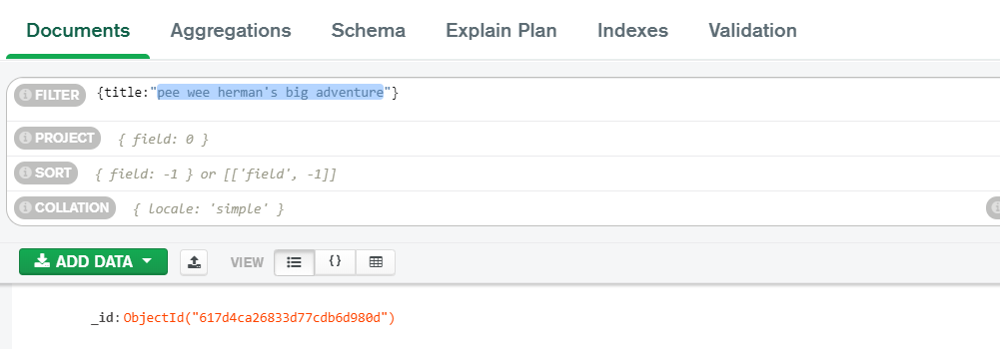 Documents Aggregations Schema Explain Plan Indexes Validation
FILTER {title:"pee wee herman's big adventure"}
PROJECT { field: 0 }
SORT { field: -1 } or [['field', -1]]
COLLATION { locale: 'simple' }
ADD DATA VIEW {}
_id: ObjectId("617d4ca26833d77cdb6d980d")